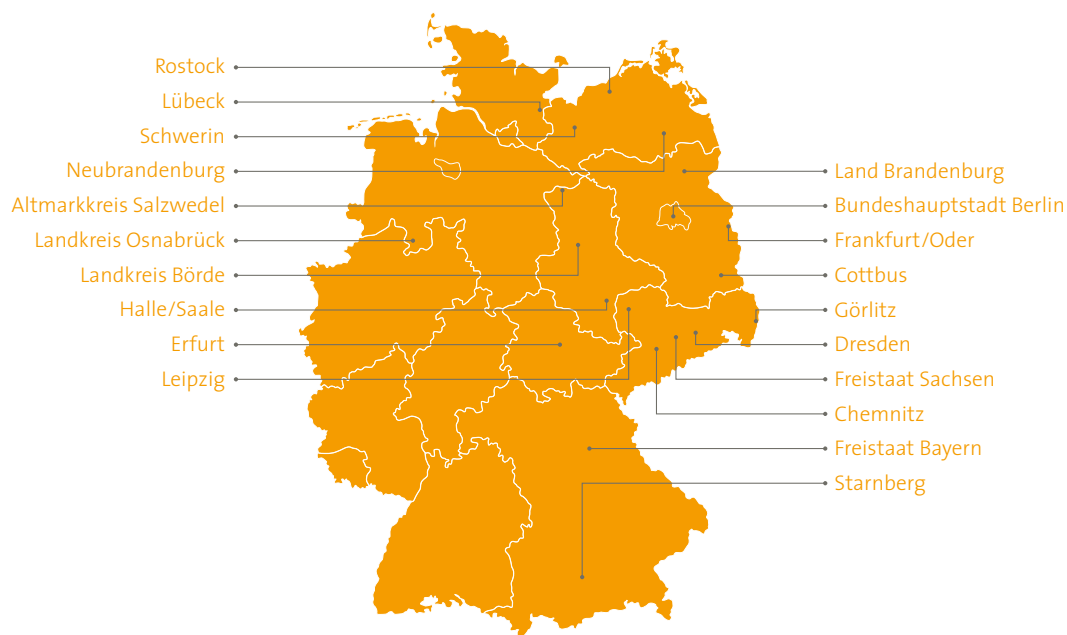 Rostock
Lübeck
Schwerin
Neubrandenburg
Altmarkkreis Salzwedel
Landkreis Osnabrück
Landkreis Börde
Halle/Saale
Erfurt
Leipzig
Land Brandenburg
Bundeshauptstadt Berlin
Frankfurt/Oder
Cottbus
Görlitz
Dresden
Freistaat Sachsen
Chemnitz
Freistaat Bayern
Starnberg